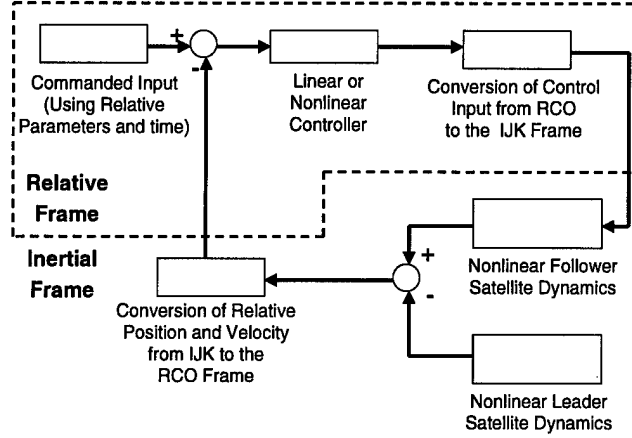 +
-
Commanded Input
(Using Relative
Parameters and time)
Linear or
Nonlinear
Controller
Conversion of Control
Input from RCO
to the IJK Frame
Relative
Frame
Inertial
Frame
+
-
Nonlinear Follower
Satellite Dynamics
Conversion of Relative
Position and Velocity
from IJK to the
RCO Frame
Nonlinear Leader
Satellite Dynamics